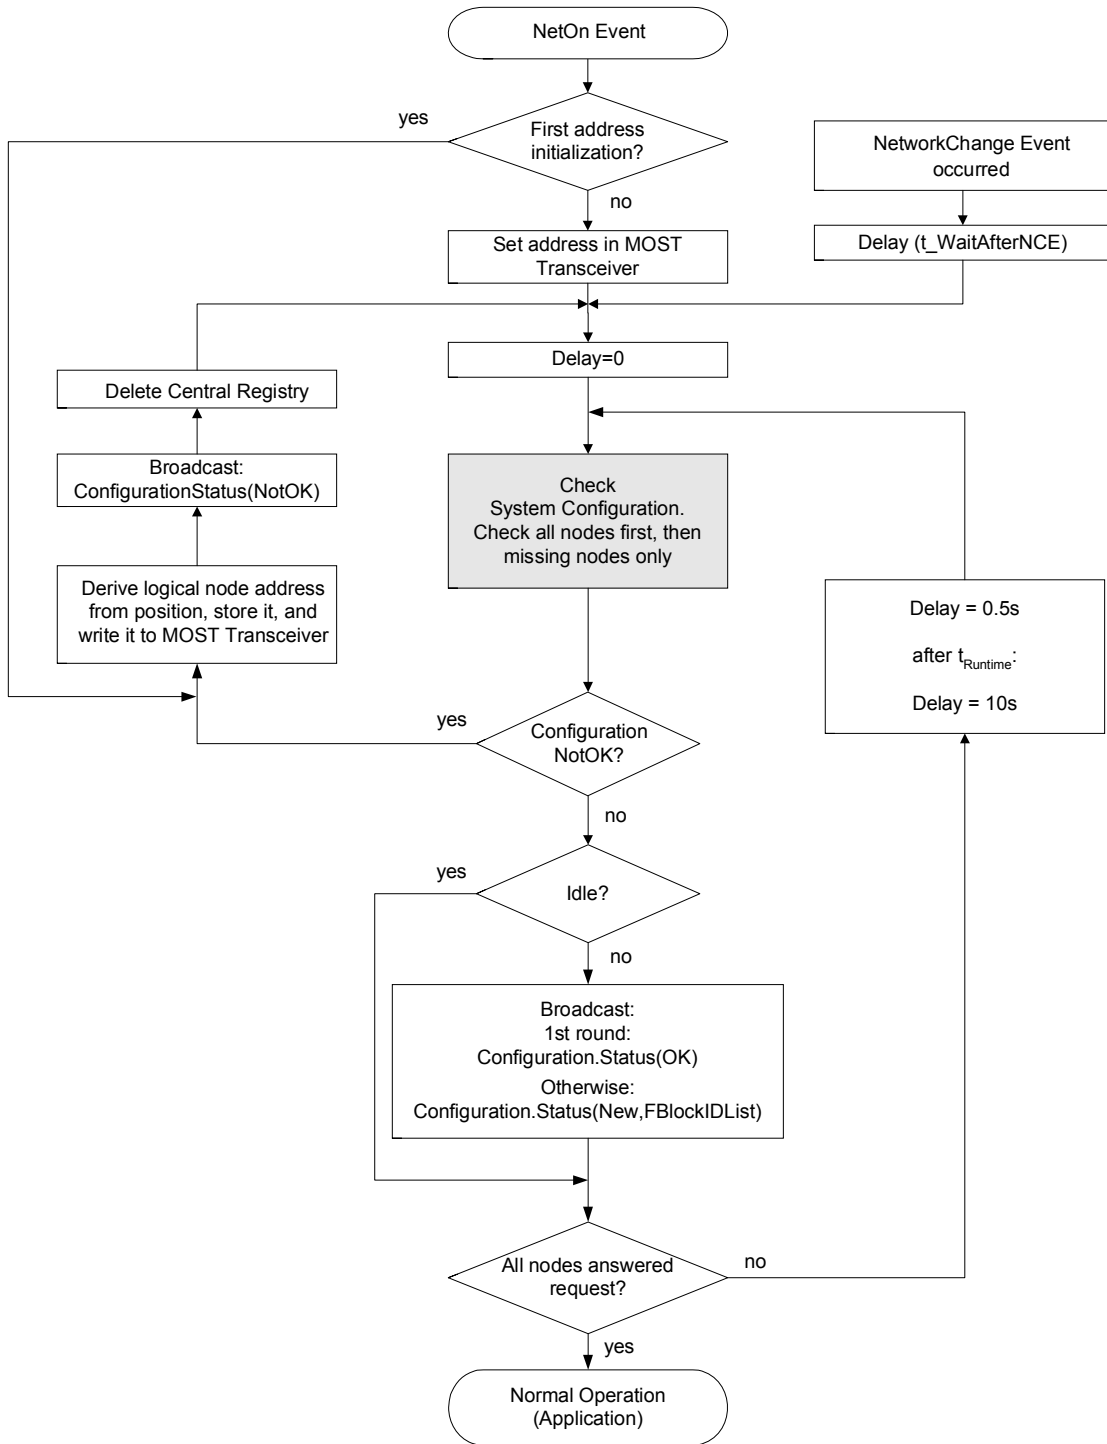 NetOn Event
yes
First address
initialization?
NetworkChange Event
occurred
no
Set address in MOST
Transceiver
Delay (t_WaitAfterNCE)
Delay=0
Delete Central Registry
Broadcast:
ConfigurationStatus(NotOK)
Check
System Configuration.
Check all nodes first, then
missing nodes only
Derive logical node address
from position, store it, and
write it to MOST Transceiver
Delay = 0.5s
after tRuntime:
Delay = 10s
yes
Configuration
NotOK?
no
yes
Idle?
no
Broadcast:
1st round:
Configuration.Status(OK)
Otherwise:
Configuration.Status(New,FBlockIDList)
All nodes answered
request?
no
yes
Normal Operation
(Application)